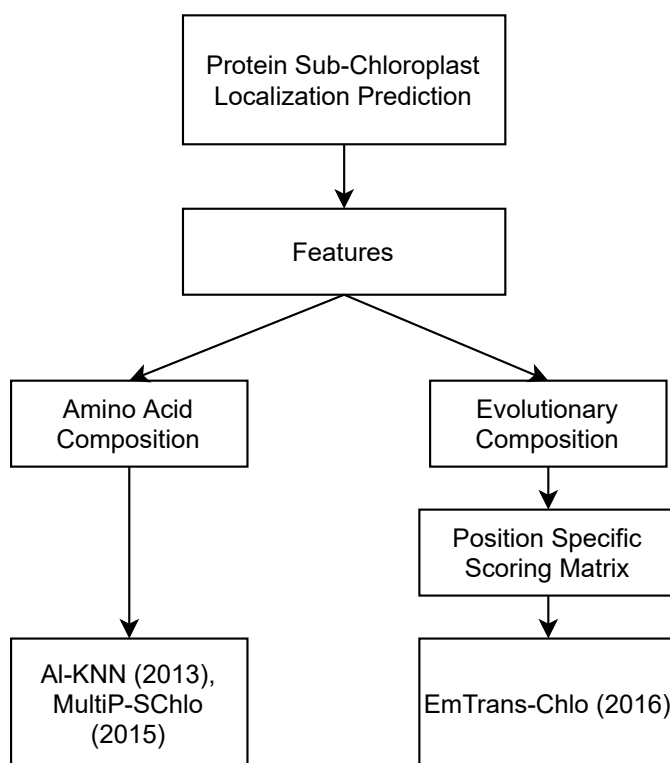 Protein Sub-Chloroplast
Localization Prediction
Features
Amino Acid
Composition
Evolutionary
Composition
Position Specific
Scoring Matrix
Al-KNN (2013),
MultiP-SChlo
(2015)
EmTrans-Chlo (2016)